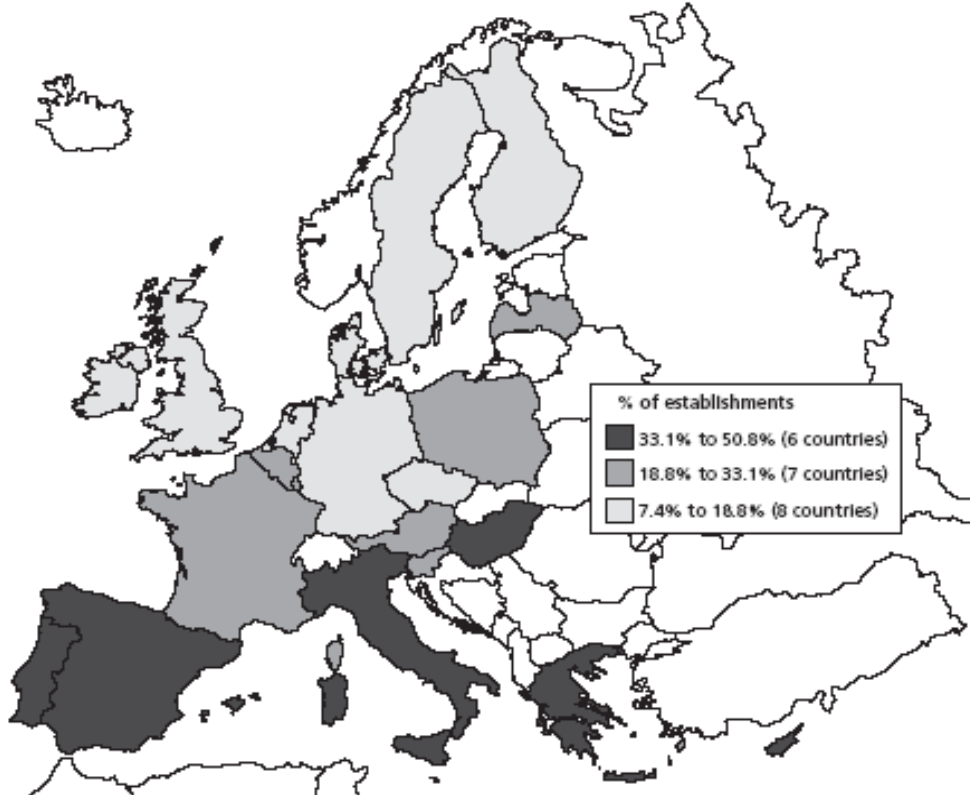 % of establishments
33.1% to 50.8% (6 countries)
18.8% to 33.1% (7 countries)
7.4% to 18.8% (8 countries)